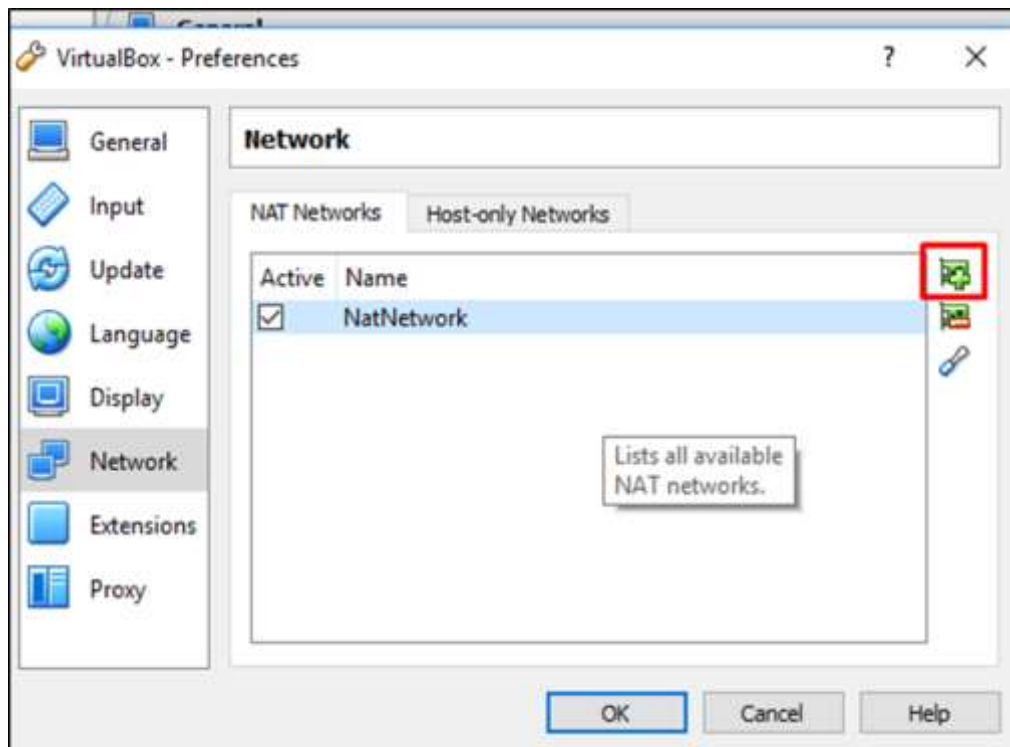 VirtualBox - Preferences
?
General
Input
Update
Language
Display
Network
Extensions
Proxy
Network
NAT Networks
Host-only Networks
Active Name
NatNetwork
Lists all available
NAT networks.
OK
Cancel
Help